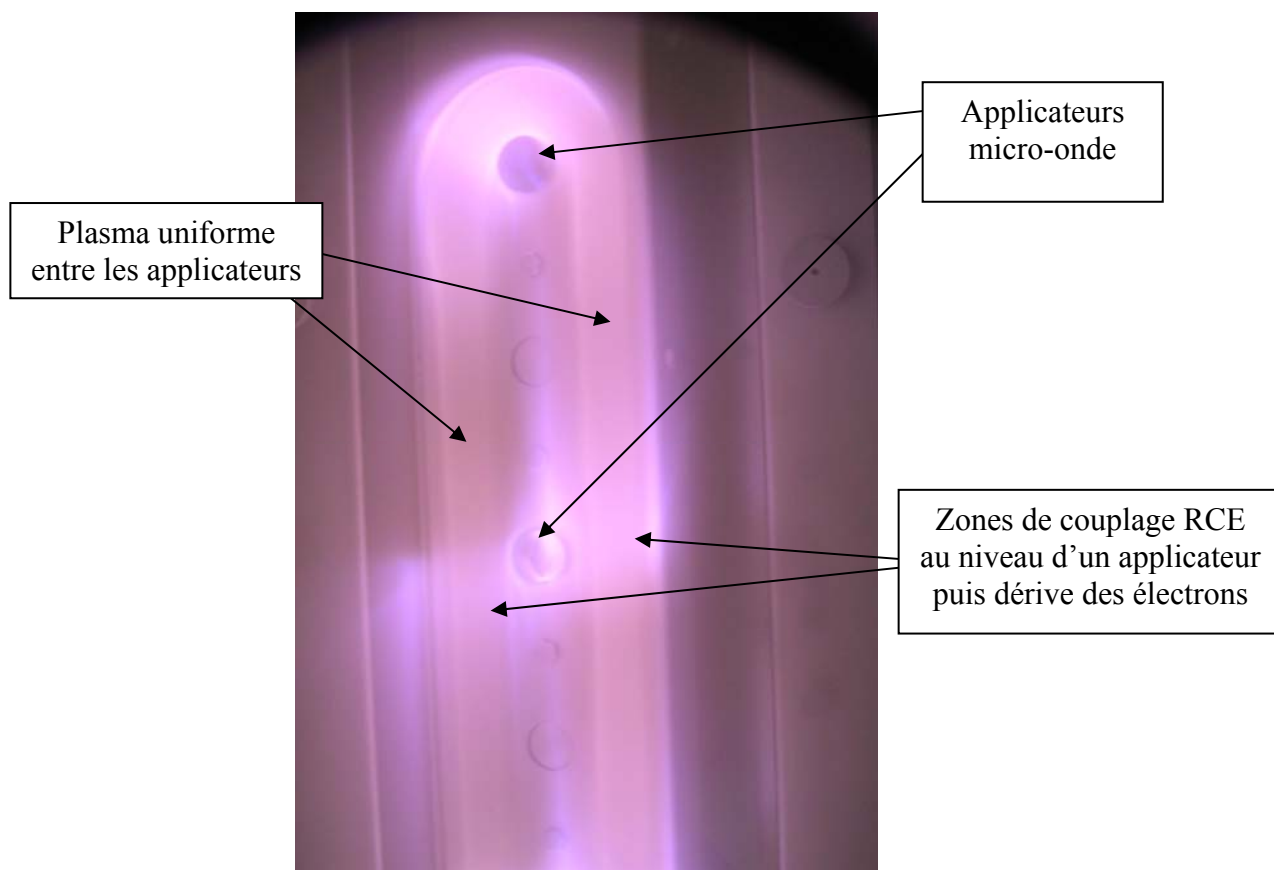 Applicateurs
micro-onde
Plasma uniforme
entre les applicateurs
Zones de couplage RCE
au niveau d’un applicateur
puis dérive des électrons